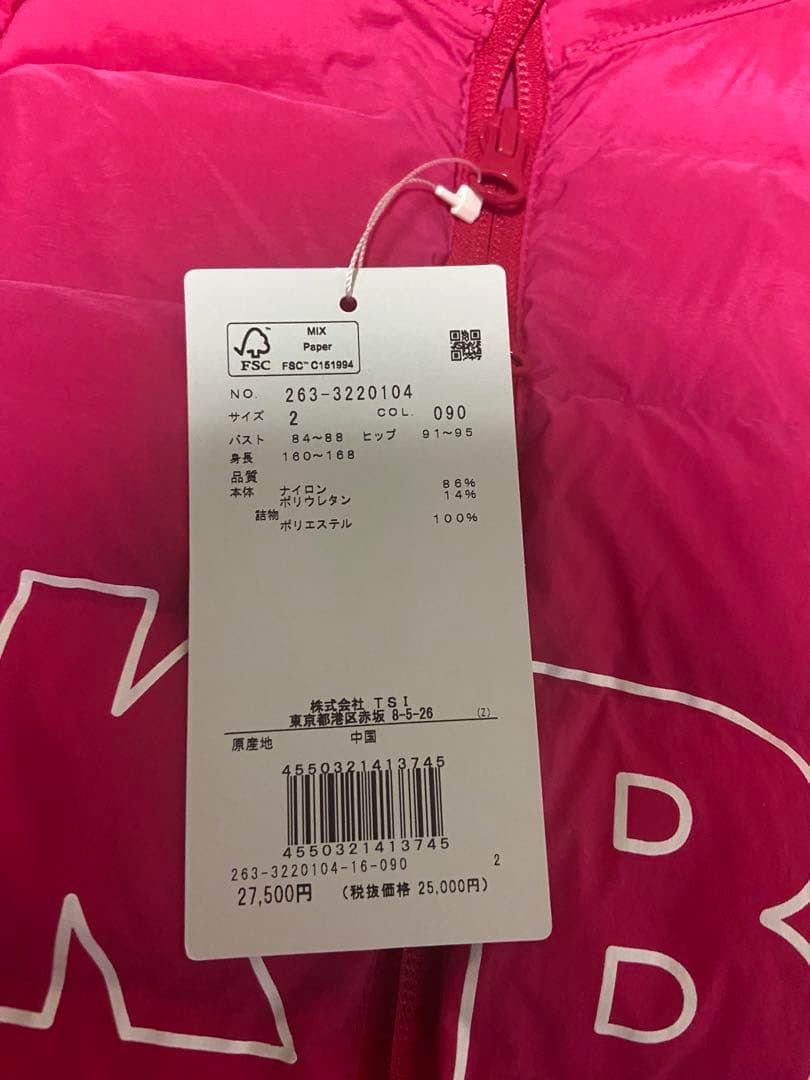 MIX
Paper
FSC
FSC™ C151994
NO. 263-3220104
サイズ 2 COL. 090
バスト 84～88 ヒップ 91～95
身長 160～168
品質
本体 ナイロン 86%
ポリウレタン 14%
詰物
ポリエステル 100%
株式会社 TSI
東京都港区赤坂 8-5-26 (2)
原産地 中国
4550321413745
4550321413745
263-3220104-16-090 2
27,500円 (税抜価格 25,000円)